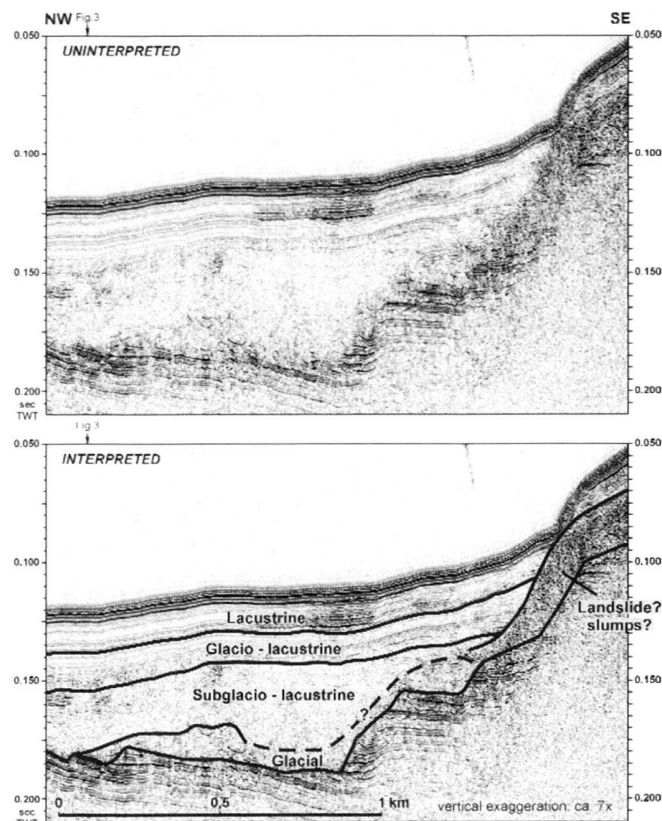 NW Fig.3 SE
0.050 0.050
UNINTERPRETED
0.100 0.100
0.150 0.150
0.200 0.200
sec
TWT
Fig.3
0.050 0.050
INTERPRETED
0.100 0.100
Landslide?
slumps?
Lacustrine
Glacio - lacustrine
0.150 0.150
Subglacio - lacustrine
?
Glacial
0.200 0.200
0 0,5 1 km vertical exaggeration: ca. 7x
sec
TWT